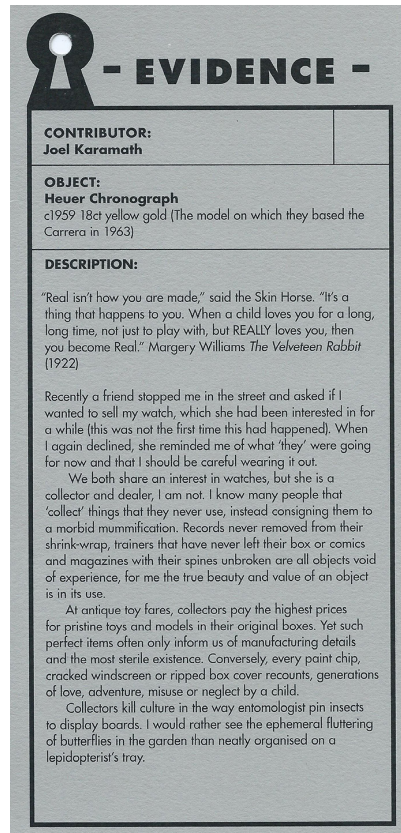 - EVIDENCE -
CONTRIBUTOR:
Joel Karamath
OBJECT:
Heuer Chronograph
c1959 18ct yellow gold (The model on which they based the
Carrera in 1963)
DESCRIPTION:
“Real isn’t how you are made,” said the Skin Horse. “It’s a
thing that happens to you. When a child loves you for a long,
long time, not just to play with, but REALLY loves you, then
you become Real.” Margery Williams The Velveteen Rabbit
(1922)
Recently a friend stopped me in the street and asked if I
wanted to sell my watch, which she had been interested in for
a while (this was not the first time this had happened). When
I again declined, she reminded me of what ‘they’ were going
for now and that I should be careful wearing it out.
We both share an interest in watches, but she is a
collector and dealer, I am not. I know many people that
‘collect’ things that they never use, instead consigning them to
a morbid mummification. Records never removed from their
shrink-wrap, trainers that have never left their box or comics
and magazines with their spines unbroken are all objects void
of experience, for me the true beauty and value of an object
is in its use.
At antique toy fares, collectors pay the highest prices
for pristine toys and models in their original boxes. Yet such
perfect items often only inform us of manufacturing details
and the most sterile existence. Conversely, every paint chip,
cracked windscreen or ripped box cover recounts, generations
of love, adventure, misuse or neglect by a child.
Collectors kill culture in the way entomologist pin insects
to display boards. I would rather see the ephemeral fluttering
of butterflies in the garden than neatly organised on a
lepidopterist’s tray.